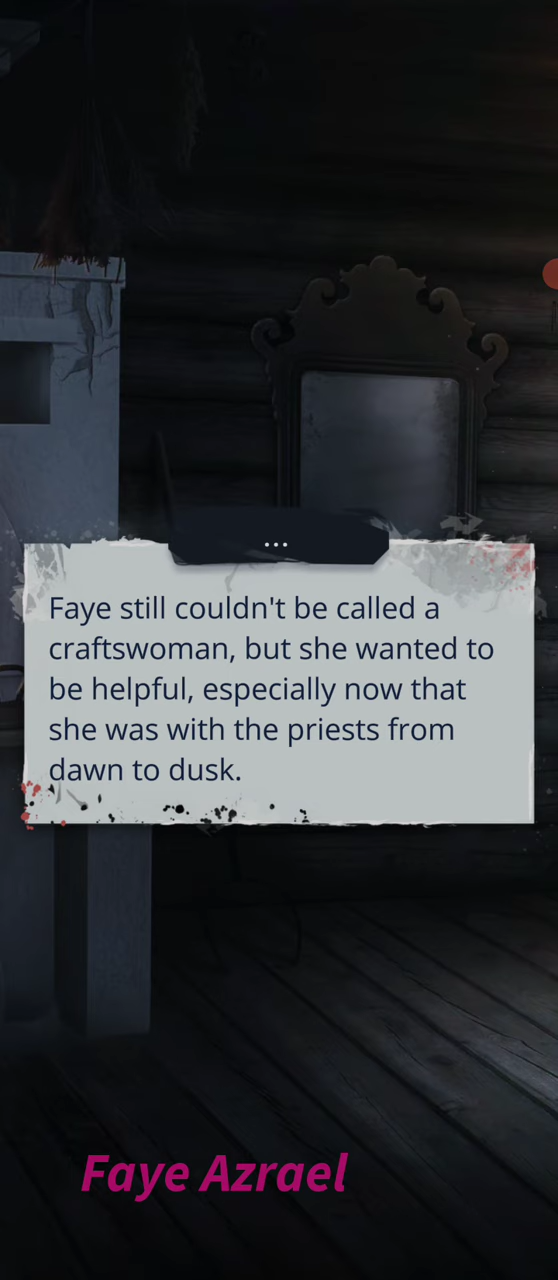 ...
Faye still couldn't be called a
craftswoman, but she wanted to
be helpful, especially now that
she was with the priests from
dawn to dusk.
Faye Azrael